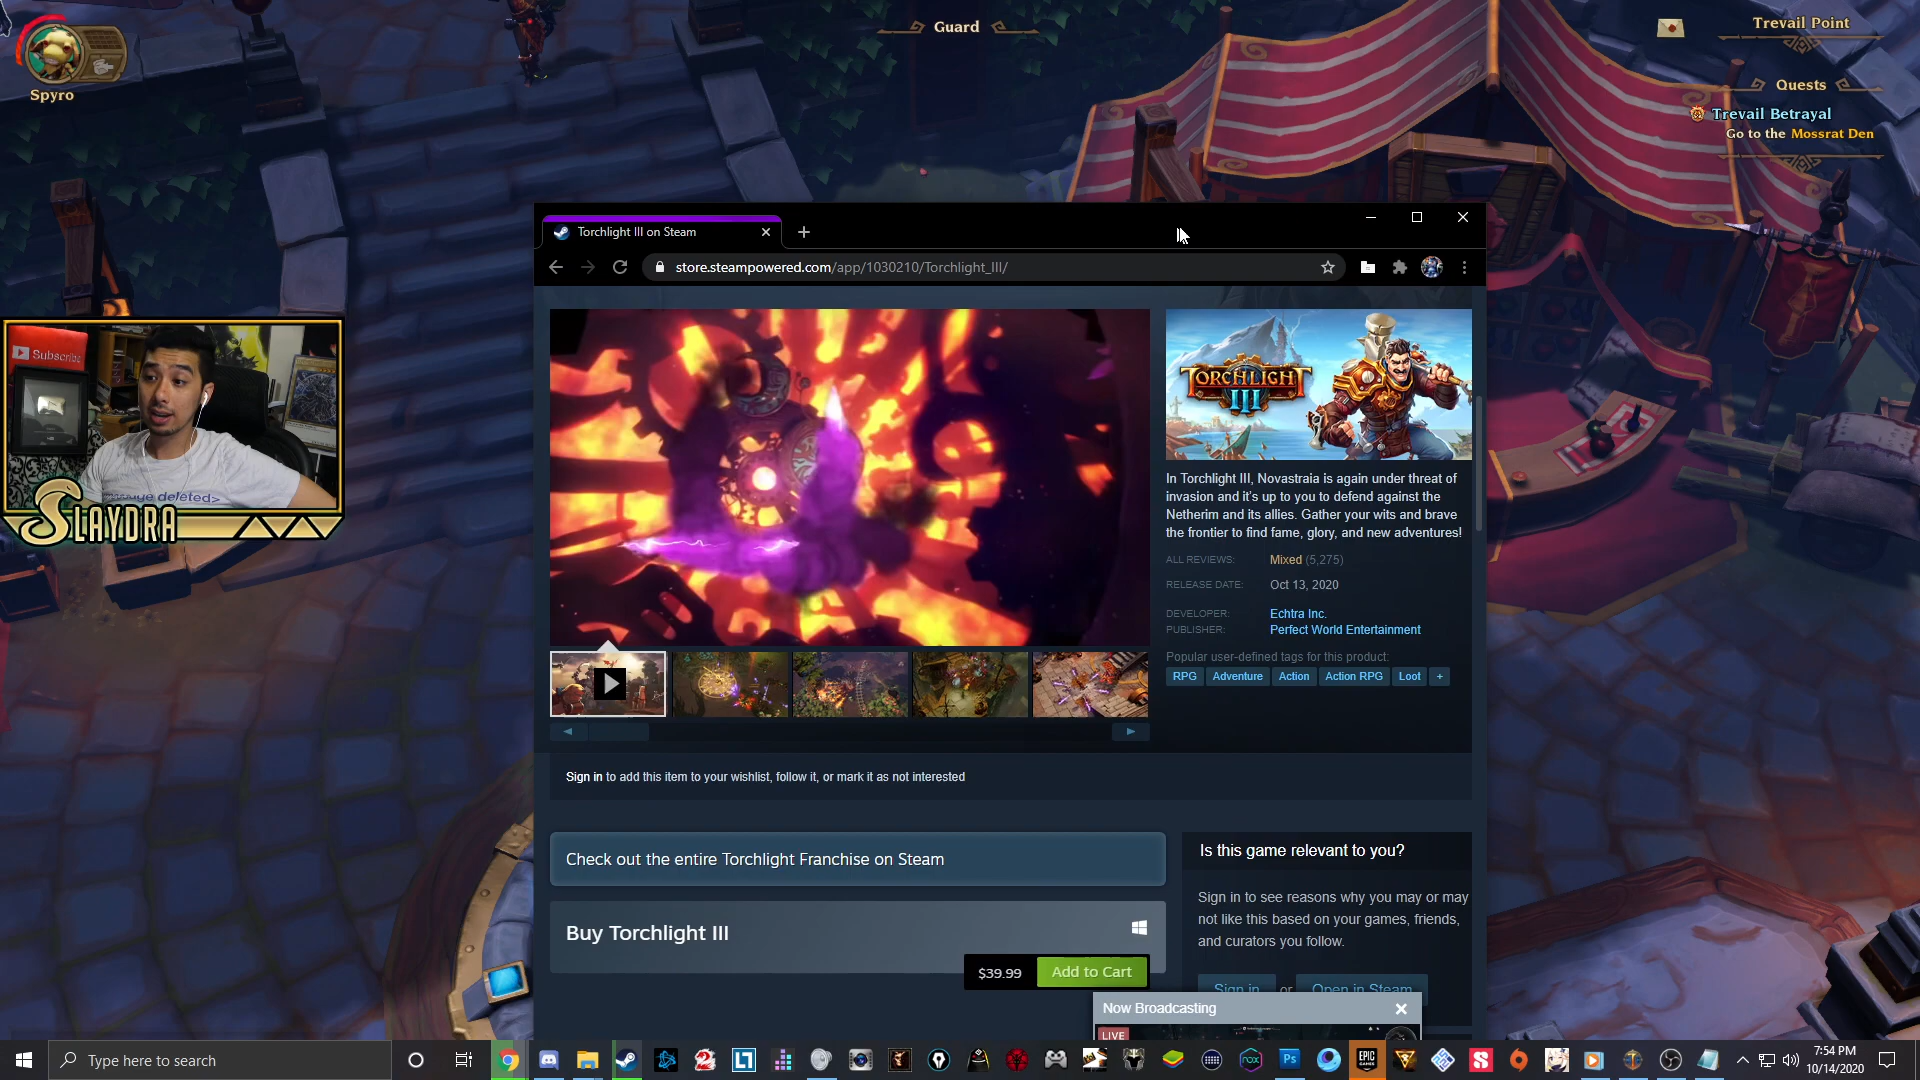 Guard
Trevail Point
Quests
Trevail Betrayal
Go to the Mossrat Den
Spyro
Torchlight III on Steam
store.steampowered.com/app/1030210/Torchlight_III/
Subscribe
SLAYDRA
TORCHLIGHT
III
In Torchlight III, Novastraia is again under threat of
invasion and it's up to you to defend against the
Netherim and its allies. Gather your wits and brave
the frontier to find fame, glory, and new adventures!
ALL REVIEWS: Mixed (5,275)
RELEASE DATE: Oct 13, 2020
DEVELOPER: Echtra Inc.
PUBLISHER: Perfect World Entertainment
Popular user-defined tags for this product:
RPG Adventure Action Action RPG Loot +
Sign in to add this item to your wishlist, follow it, or mark it as not interested
Check out the entire Torchlight Franchise on Steam
Buy Torchlight III
$39.99 Add to Cart
Is this game relevant to you?
Sign in to see reasons why you may or may
not like this based on your games, friends,
and curators you follow.
Sign in or Open in Steam
Now Broadcasting
LIVE
Type here to search
7:54 PM
10/14/2020